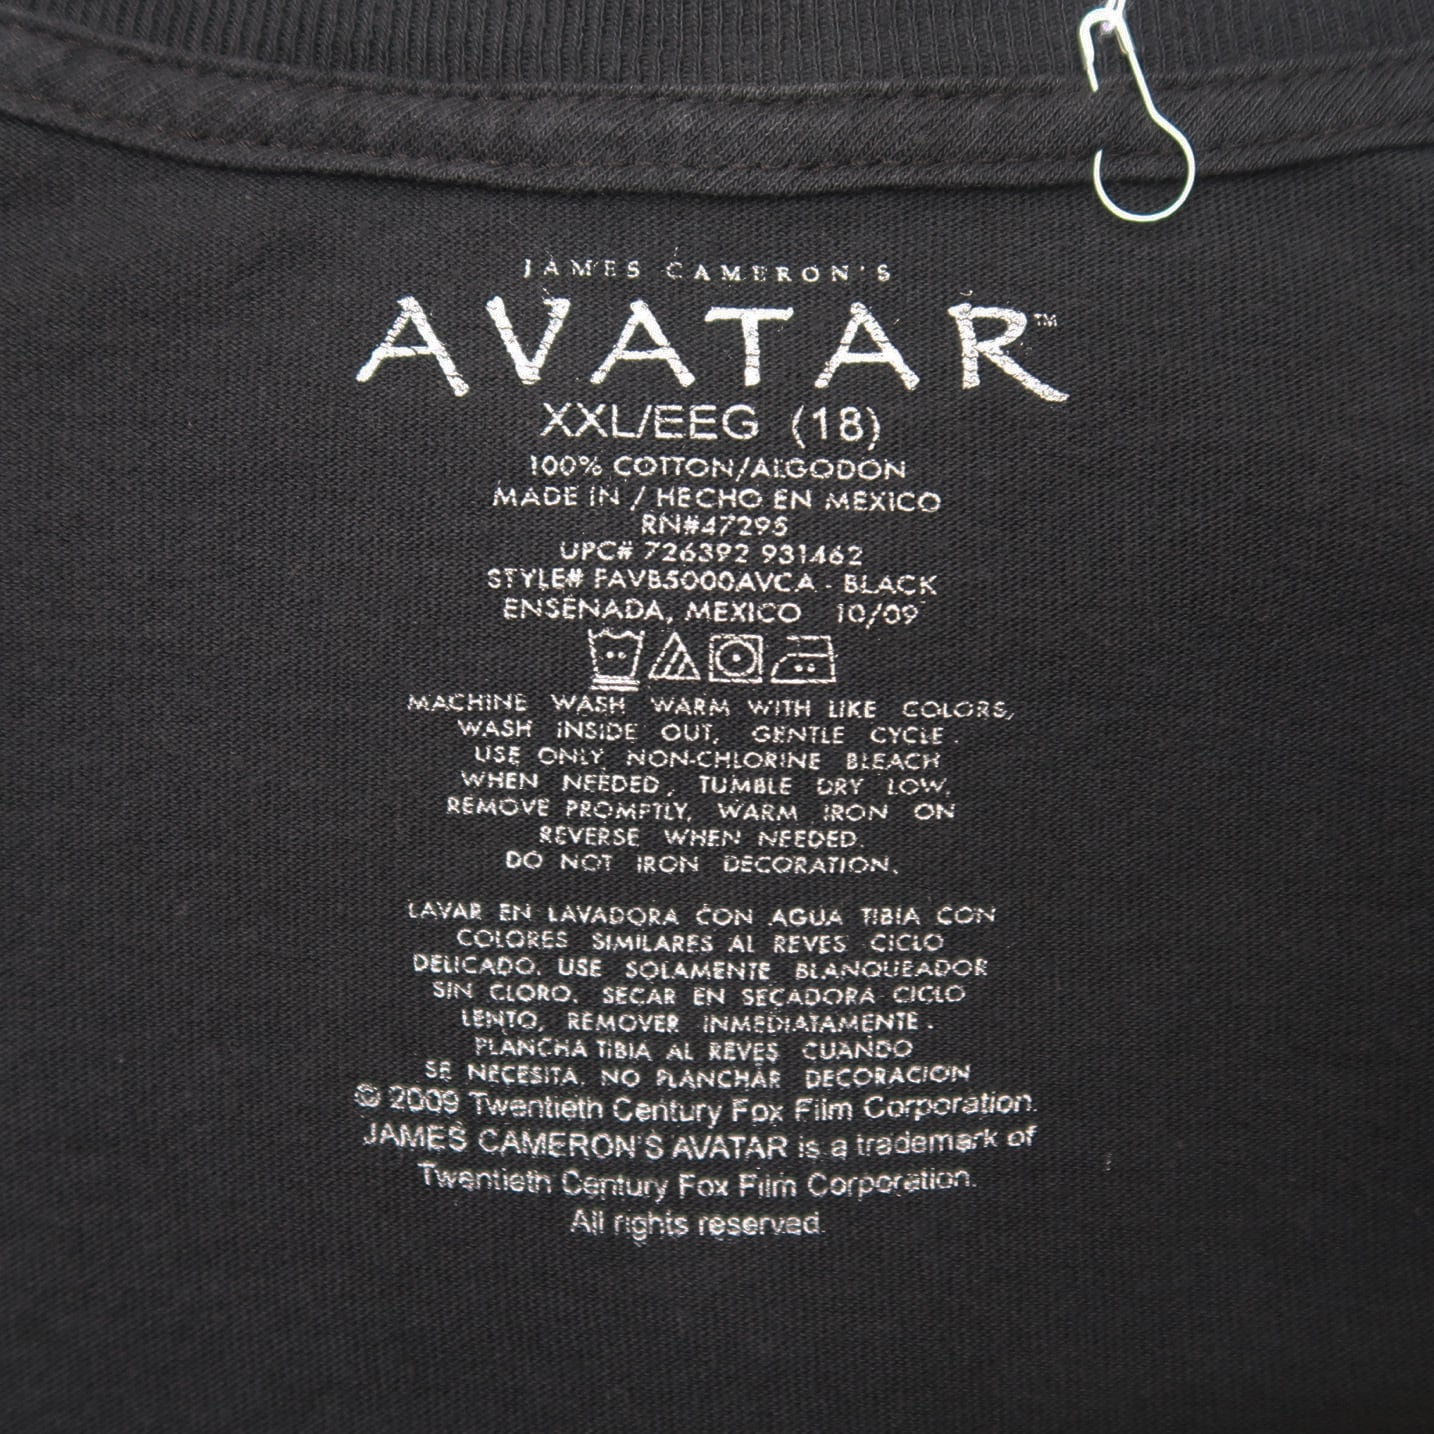 JAMES CAMERON'S
AVATAR™
XXL/EEG (18)
100% COTTON/ALGODON
MADE IN / HECHO EN MEXICO
RN#47295
UPC# 726392 931462
STYLE# FAVB5000AVCA - BLACK
ENSENADA, MEXICO 10/09
MACHINE WASH WARM WITH LIKE COLORS,
WASH INSIDE OUT, GENTLE CYCLE.
USE ONLY, NON-CHLORINE BLEACH
WHEN NEEDED, TUMBLE DRY LOW,
REMOVE PROMPTLY, WARM IRON ON
REVERSE WHEN NEEDED.
DO NOT IRON DECORATION.
LAVAR EN LAVADORA CON AGUA TIBIA CON
COLORES SIMILARES AL REVES CICLO
DELICADO. USE SOLAMENTE BLANQUEADOR
SIN CLORO. SECAR EN SECADORA CICLO
LENTO, REMOVER INMEDIATAMENTE.
PLANCHA TIBIA AL REVES CUANDO
SE NECESITA. NO PLANCHAR DECORACION
© 2009 Twentieth Century Fox Film Corporation.
JAMES CAMERON'S AVATAR is a trademark of
Twentieth Century Fox Film Corporation.
All rights reserved.